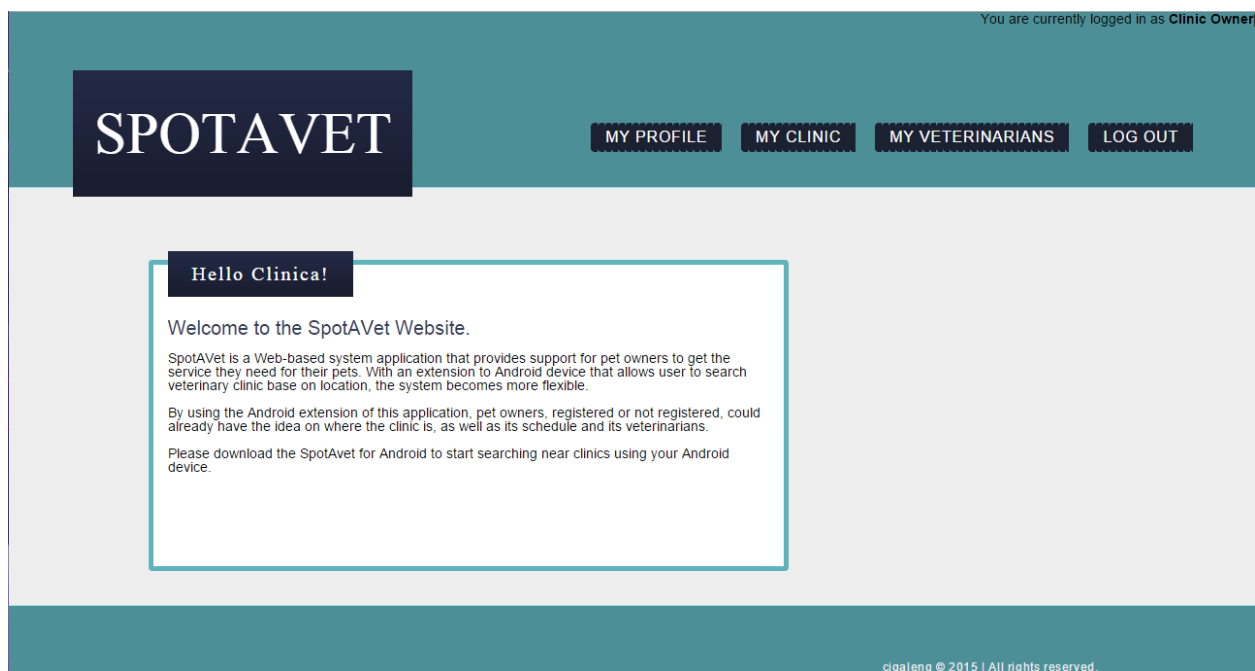 You are currently logged in as Clinic Owner
SPOTAVET
MY PROFILE MY CLINIC MY VETERINARIANS LOG OUT
Hello Clinica!
Welcome to the SpotAVet Website.
SpotAVet is a Web-based system application that provides support for pet owners to get the
service they need for their pets. With an extension to Android device that allows user to search
veterinary clinic base on location, the system becomes more flexible.
By using the Android extension of this application, pet owners, registered or not registered, could
already have the idea on where the clinic is, as well as its schedule and its veterinarians.
Please download the SpotAvet for Android to start searching near clinics using your Android
device.
cigaleng © 2015 | All rights reserved.